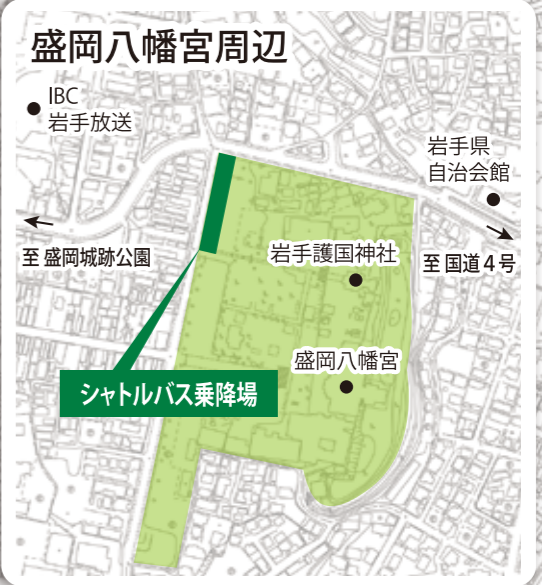 盛岡八幡宮周辺
IBC
岩手放送
岩手県
自治会館
至 盛岡城跡公園
岩手護国神社
至 国道4号
盛岡八幡宮
シャトルバス乗降場